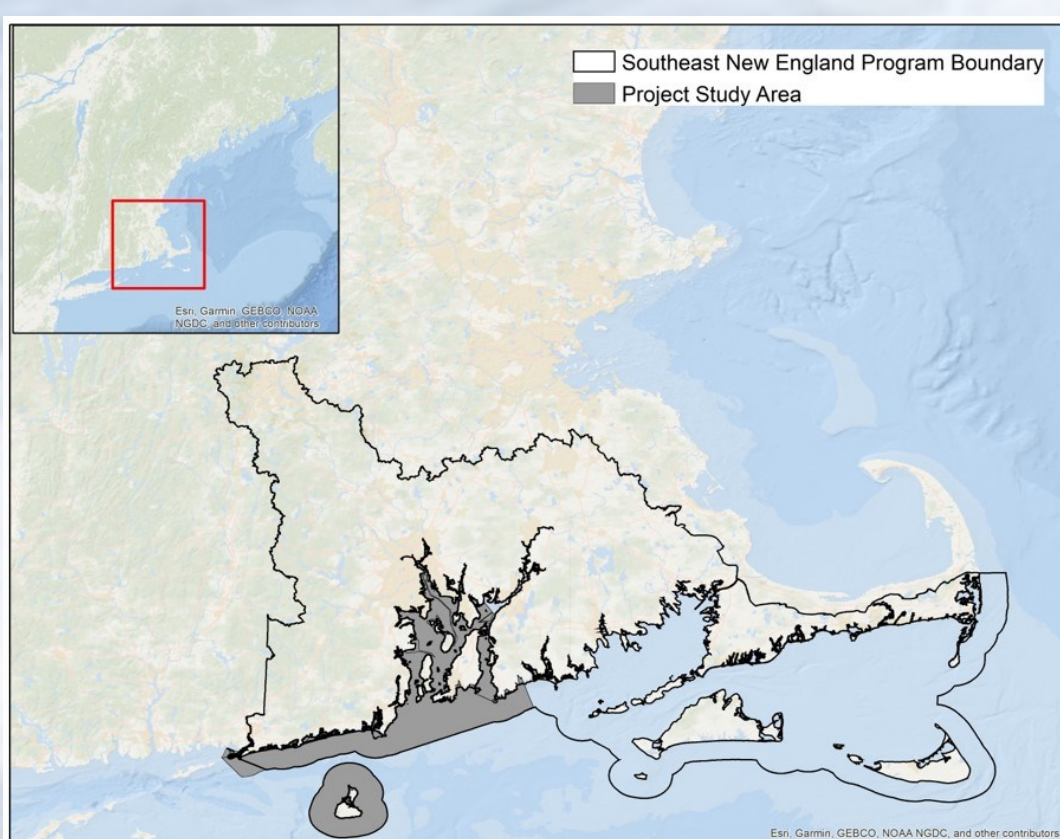 Southeast New England Program Boundary
Project Study Area
Esri, Garmin, GEBCO, NOAA
NGDC, and other contributors
Esri, Garmin, GEBCO, NOAA NGDC, and other contributors